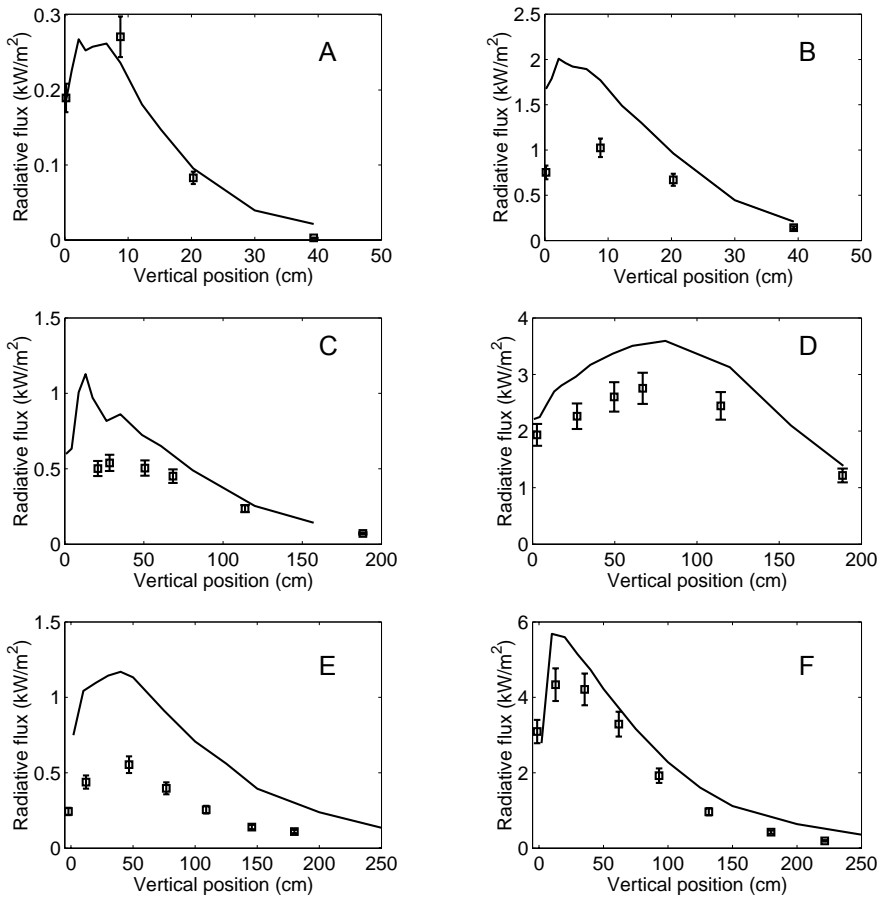 0.3
0.2
0.1
0
Radiative flux (kW/m²)
A
0 10 20 30 40 50
Vertical position (cm)
2.5
2
1.5
1
0.5
0
Radiative flux (kW/m²)
B
0 10 20 30 40 50
Vertical position (cm)
1.5
1
0.5
0
Radiative flux (kW/m²)
C
0 50 100 150 200
Vertical position (cm)
4
3
2
1
0
Radiative flux (kW/m²)
D
0 50 100 150 200
Vertical position (cm)
1.5
1
0.5
0
Radiative flux (kW/m²)
E
0 50 100 150 200 250
Vertical position (cm)
6
4
2
0
Radiative flux (kW/m²)
F
0 50 100 150 200 250
Vertical position (cm)